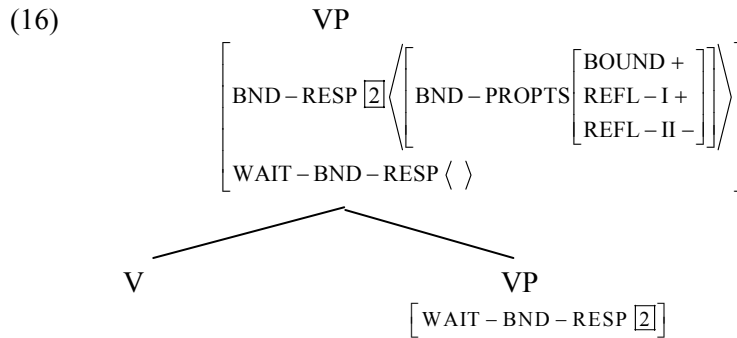 (16) VP
BOUND +
BND – RESP 2 ⟨ [ BND – PROPTS [ REFL – I + ] ] ⟩
REFL – II -
WAIT – BND – RESP ⟨ ⟩
V VP
[ WAIT – BND – RESP 2 ]